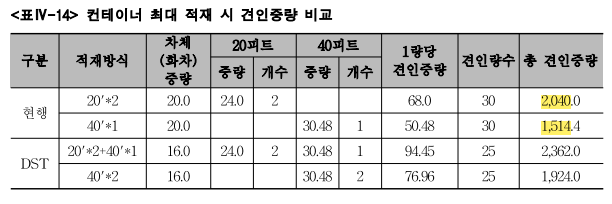 <표Ⅳ-14> 컨테이너 최대 적재 시 견인중량 비교
구분 적재방식 차체 (화차) 중량 20피트 40피트 1량당 견인중량 견인량수 총 견인중량
중량 개수 중량 개수
현행 20′*2 20.0 24.0 2 68.0 30 2,040.0
40′*1 20.0 30.48 1 50.48 30 1,514.4
DST 20′*2+40′*1 16.0 24.0 2 30.48 1 94.45 25 2,362.0
40′*2 16.0 30.48 2 76.96 25 1,924.0